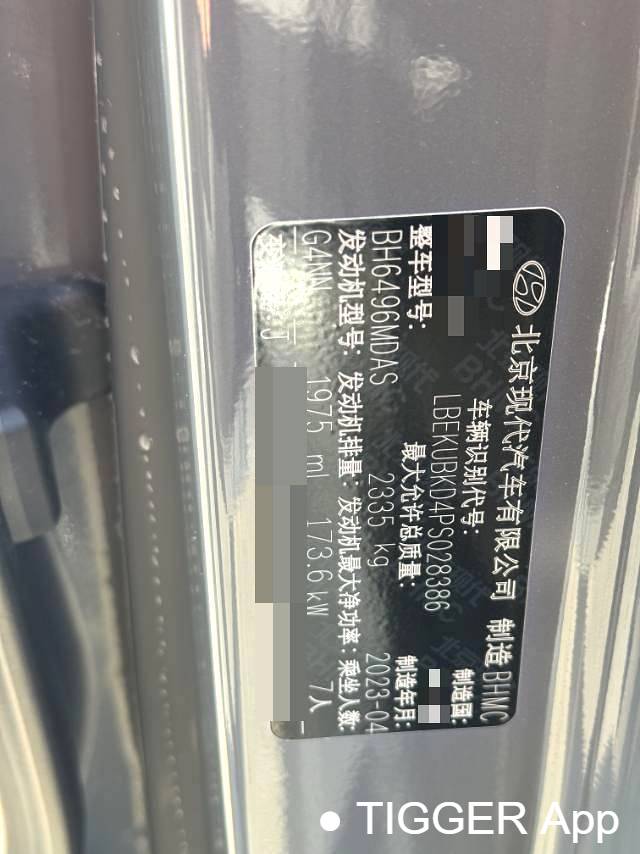 北京现代汽车有限公司 制造 BHMC
车辆识别代号: 制造国:
LBEKUBKD4PS028386
整车型号: 最大允许总质量: 制造年月:
BH6496MDAS 2335 kg 2023-04
发动机型号: 发动机排量: 发动机最大净功率: 乘坐人数:
G4NN 1975 ml 173.6 kW 7人
TIGGER App